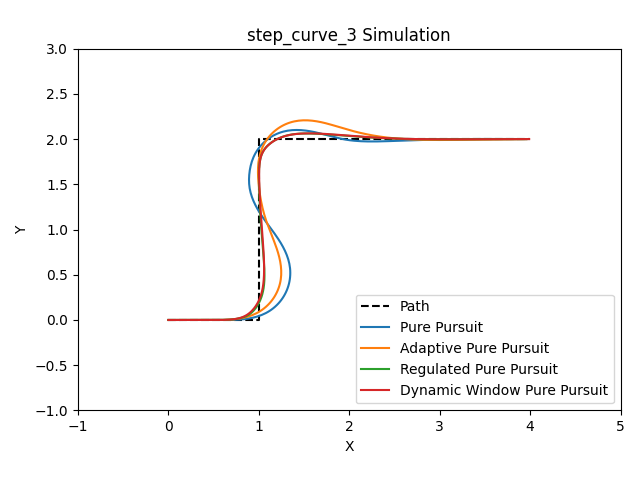 step_curve_3 Simulation
3.0
2.5
2.0
1.5
1.0
0.5
0.0
−0.5
−1.0
Y
Path
Pure Pursuit
Adaptive Pure Pursuit
Regulated Pure Pursuit
Dynamic Window Pure Pursuit
−1 0 1 2 3 4 5
X